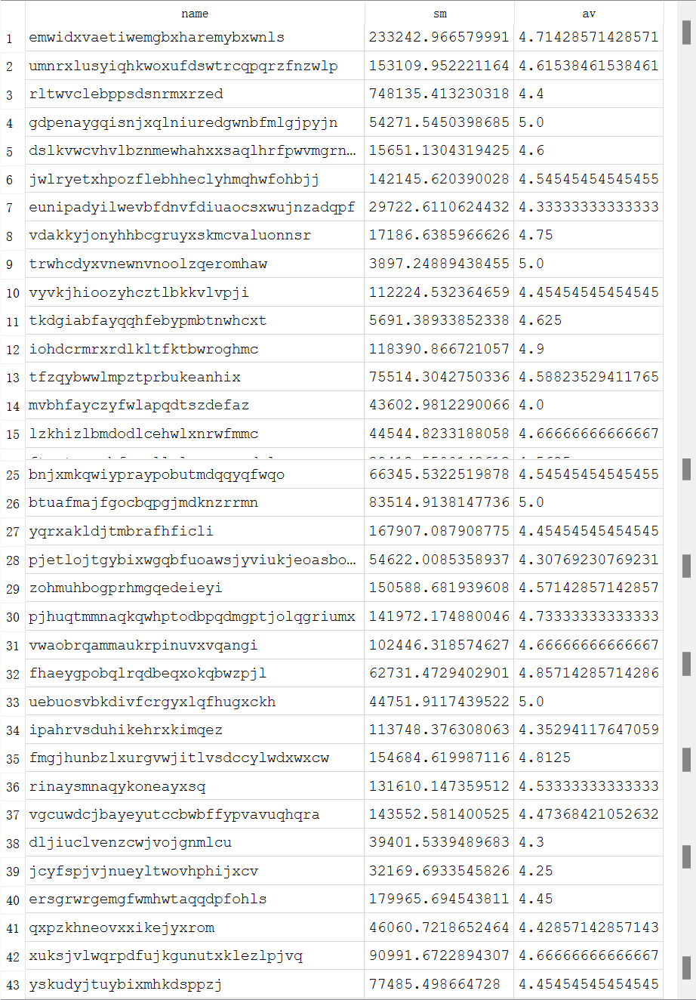 name sm av
1 emwidxvaetiwemgbxharemybxwnls 233242.966579991 4.71428571428571
2 umnrxlusyiqhkwoxufdswtrcqpqrzfnzwlp 153109.952221164 4.61538461538461
3 rltwvclebppsdsnrmxrzed 748135.413230318 4.4
4 gdpenaygqisnjxqlniuredgwnbfmlgjpyjn 54271.5450398685 5.0
5 dslkvwcvhvlbznmewhahxxsaqlhrfpwvmgrn... 15651.1304319425 4.6
6 jwlryetxhpozflebhheclyhmqhwfohbjj 142145.620390028 4.54545454545455
7 eunipadyilwevbfdnvfdiuaocsxwujnzadqpf 29722.6110624432 4.33333333333333
8 vdakkyjonyhhbcgruyxskmcvaluonnsr 17186.6385966626 4.75
9 trwhcdyxvnewnvnoolzqeromhaw 3897.24889438455 5.0
10 vyvkjhioozyhcztlbkkvlvpji 112224.532364659 4.45454545454545
11 tkdgiabfayqqhfebypmbtnwhcxt 5691.38933852338 4.625
12 iohdcrmrxrdlkltfktbwroghmc 118390.866721057 4.9
13 tfzqybwwlmpztprbukeanhix 75514.3042750336 4.58823529411765
14 mvbhfayczyfwlapqdtszdefaz 43602.9812290066 4.0
15 lzkhizlbmdodlcehwlxnrwfmmc 44544.8233188058 4.66666666666667
25 bnjxmkqwiypraypobutmdqqyqfwqo 66345.5322519878 4.54545454545455
26 btuafmajfgocbqpgjmdknzrrmn 83514.9138147736 5.0
27 yqrxakldjtmbrafhficli 167907.087908775 4.45454545454545
28 pjetlojtgybixwgqbfuoawsjyviukjeoasbo... 54622.0085358937 4.30769230769231
29 zohmuhbogprhmgqedeieyi 150588.681939608 4.57142857142857
30 pjhuqtmmnaqkqwhptodbpqdmgptjolqgriumx 141972.174880046 4.73333333333333
31 vwaobrqammaukrpinuvxvqangi 102446.318574627 4.66666666666667
32 fhaeygpobqlrqdbeqxokqbwzpjl 62731.4729402901 4.85714285714286
33 uebuosvbkdivfcrgyxlqfhugxckh 44751.9117439522 5.0
34 ipahrvsduhikehrxkimqez 113748.376308063 4.35294117647059
35 fmgjhunbzlxurgvwjitlvsdccylwdxwxcw 154684.619987116 4.8125
36 rinaysmnaqykoneayxsq 131610.147359512 4.53333333333333
37 vgcuwdcjbayeyutccbwbffypvavuqhqra 143552.581400525 4.47368421052632
38 dljiuclvenzcwjvojgnmlcu 39401.5339489683 4.3
39 jcyfspjvjnueyltwovhphijxcv 32169.6933545826 4.25
40 ersgrwrgemgfwmhwtaqqdpfohls 179965.694543811 4.45
41 qxpzkhneovxxikejyxrom 46060.7218652464 4.42857142857143
42 xuksjvlwqrpdfujkgunutxklezlpjvq 90991.6722894307 4.66666666666667
43 yskudyjtuybixmhkdsppzj 77485.498664728 4.45454545454545